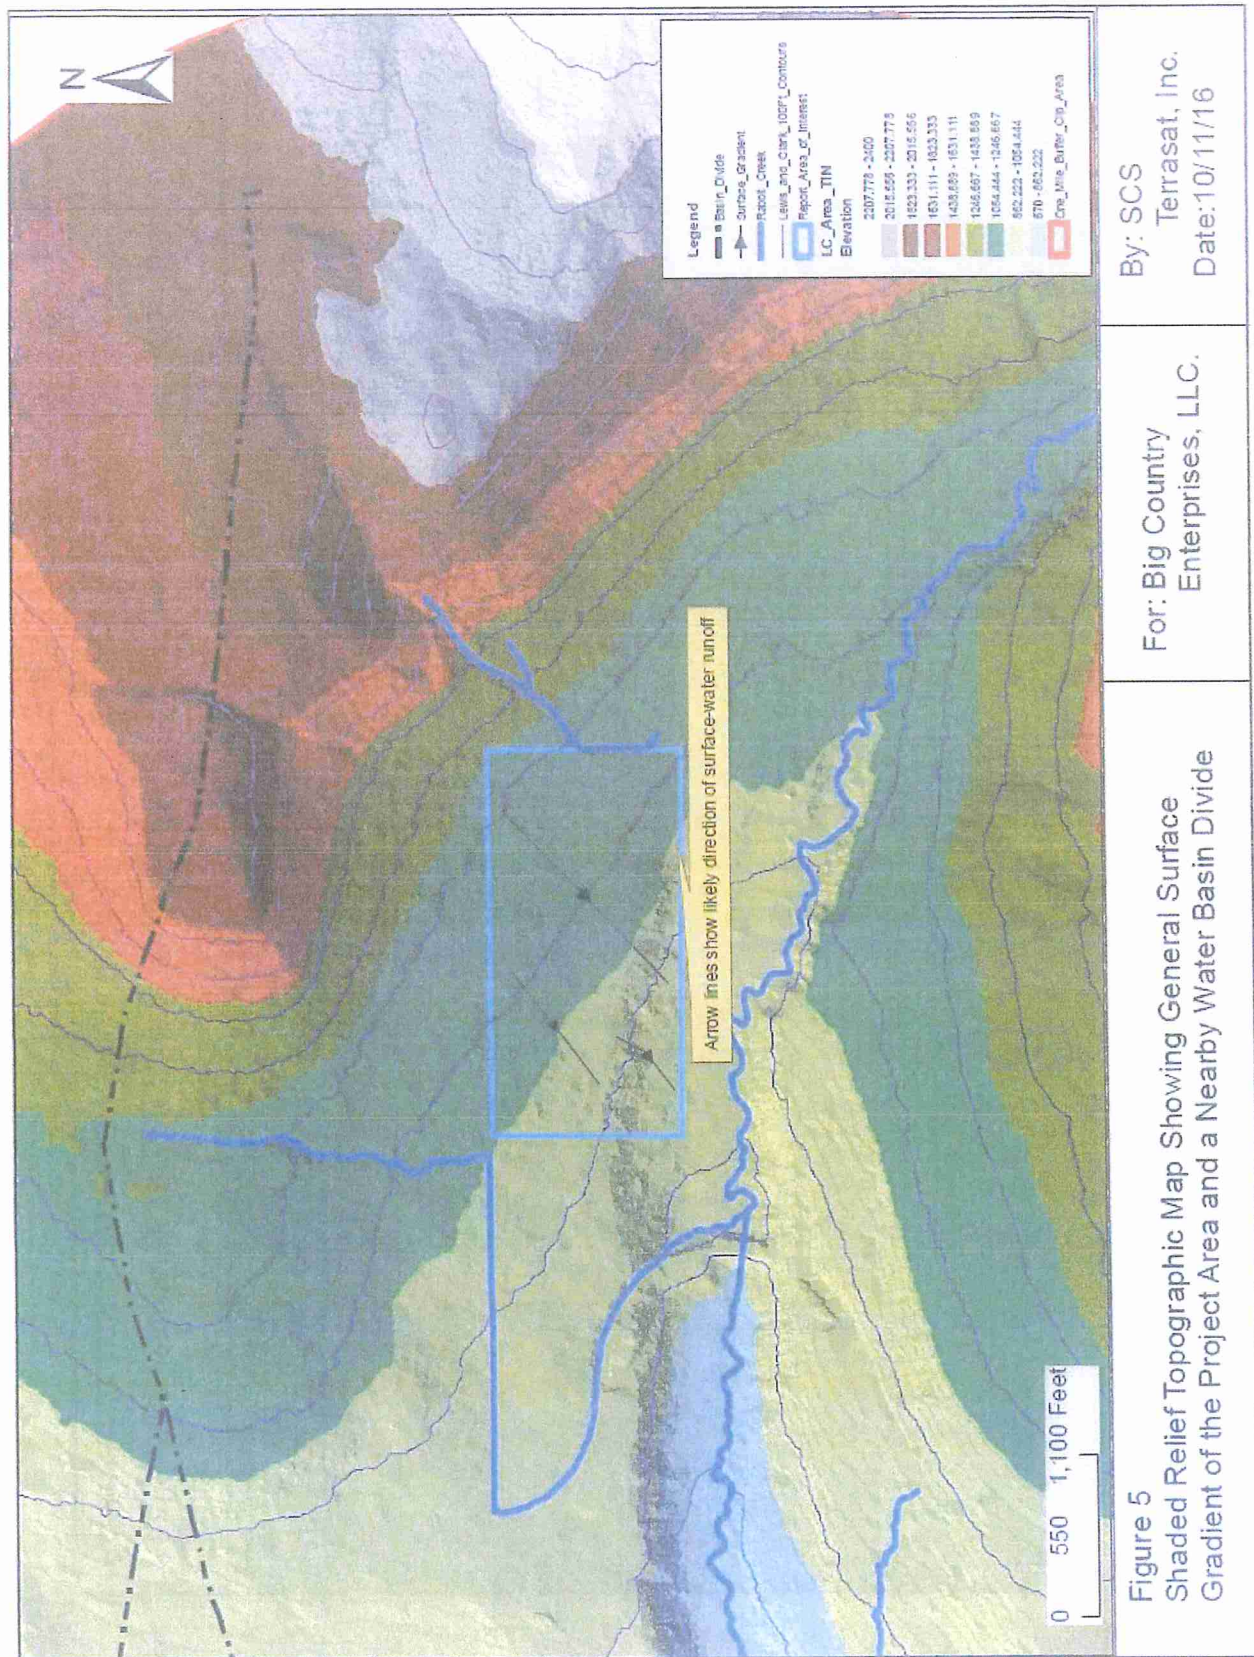 N
Legend
Basin_Divide
Surface_Gradient
Rabbit_Creek
Lewis_and_Clark_100Ft_Contours
Report_Area_of_Interest
LC_Area_TIN
Elevation
2207.778 - 2400
2015.556 - 2207.778
1823.333 - 2015.556
1631.111 - 1823.333
1438.889 - 1631.111
1246.667 - 1438.889
1054.444 - 1246.667
862.222 - 1054.444
670 - 862.222
One_Mile_Buffer_Clip_Area
Arrow lines show likely direction of surface-water runoff
0 550 1,100 Feet
Figure 5
Shaded Relief Topographic Map Showing General Surface
Gradient of the Project Area and a Nearby Water Basin Divide
For: Big Country
Enterprises, LLC.
By: SCS
Terrasat, Inc.
Date:10/11/16